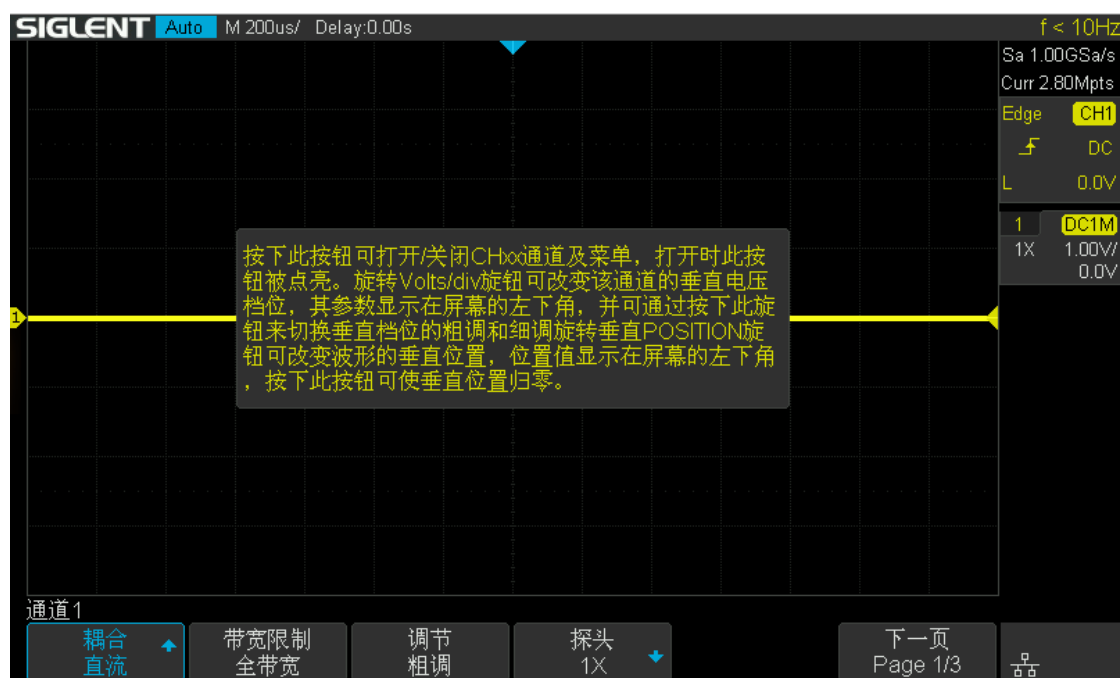 SIGLENT Auto M 200us/ Delay:0.00s f < 10Hz
Sa 1.00GSa/s
Curr 2.80Mpts
Edge CH1
DC
L 0.0V
1 DC1M
1X 1.00V/
0.0V
按下此按钮可打开/关闭CHxx通道及菜单，打开时此按
钮被点亮。旋转Volts/div旋钮可改变该通道的垂直电压
档位，其参数显示在屏幕的左下角，并可通过按下此旋
钮来切换垂直档位的粗调和细调旋转垂直POSITION旋
钮可改变波形的垂直位置，位置值显示在屏幕的左下角
，按下此按钮可使垂直位置归零。
1
通道1
耦合
直流
带宽限制
全带宽
调节
粗调
探头
1X
下一页
Page 1/3